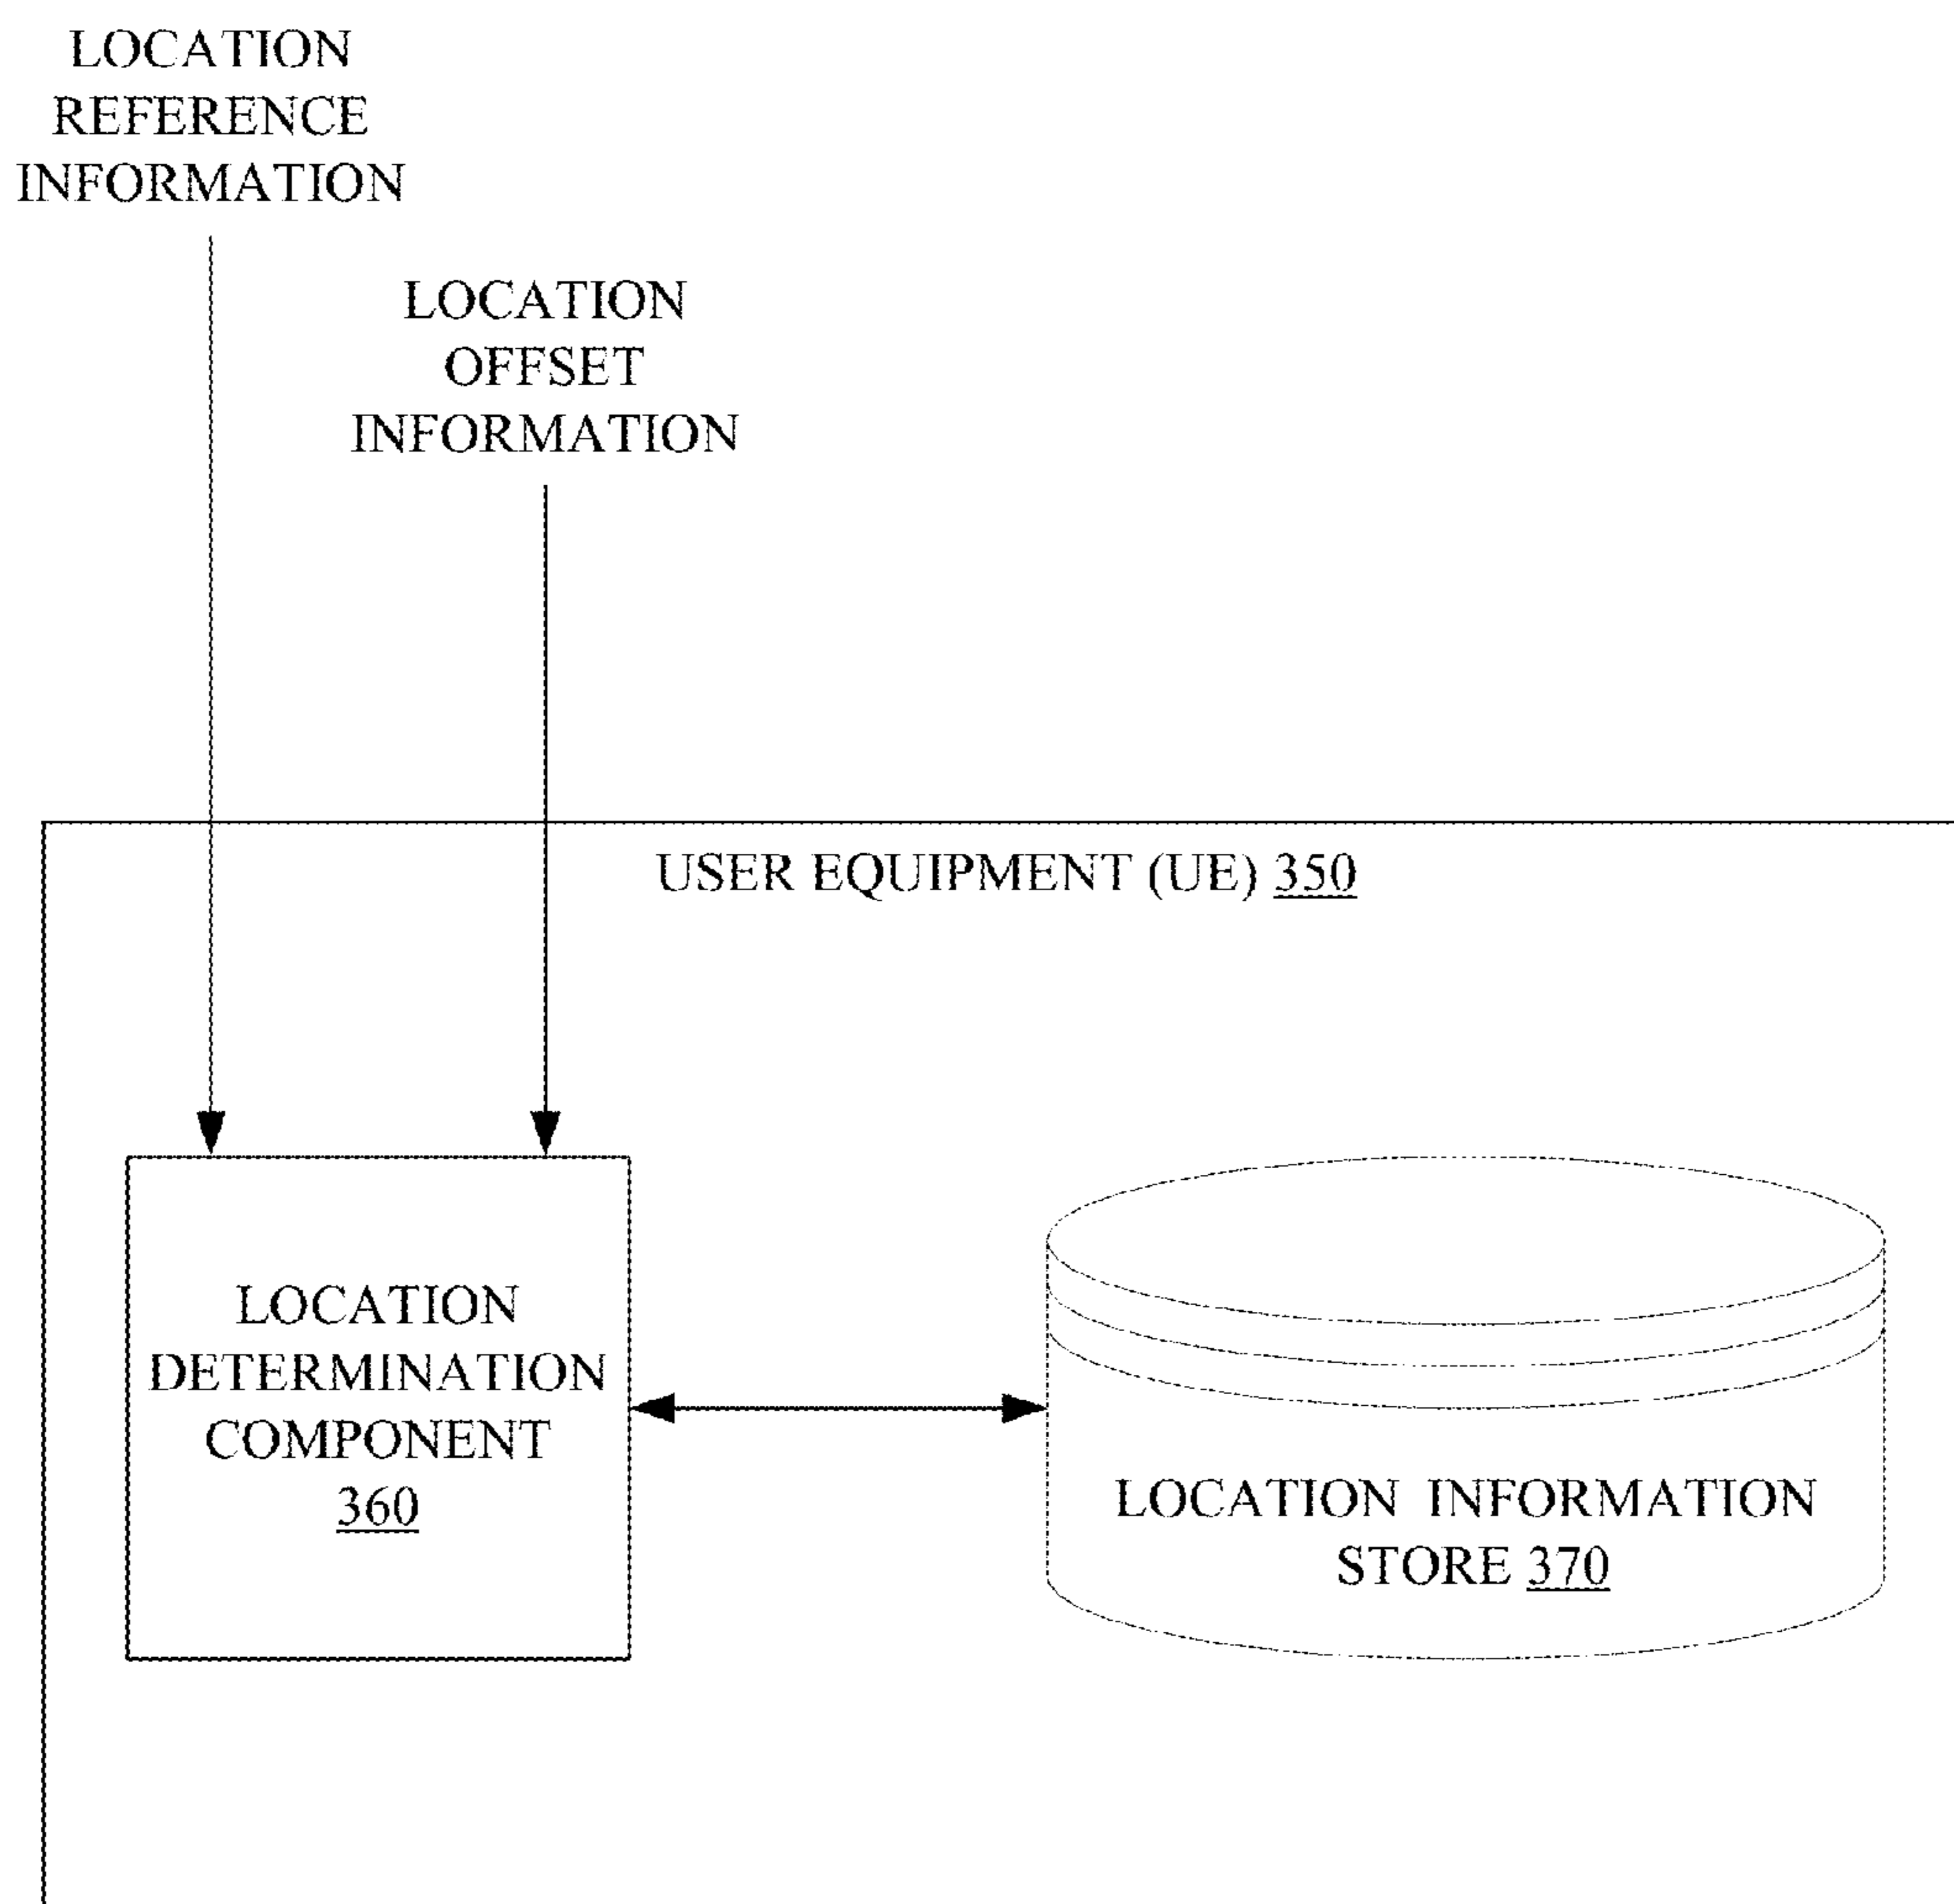 LOCATION
REFERENCE
INFORMATION
LOCATION
OFFSET
INFORMATION
USER EQUIPMENT (UE) 350
LOCATION
DETERMINATION
COMPONENT
360
LOCATION INFORMATION
STORE 370